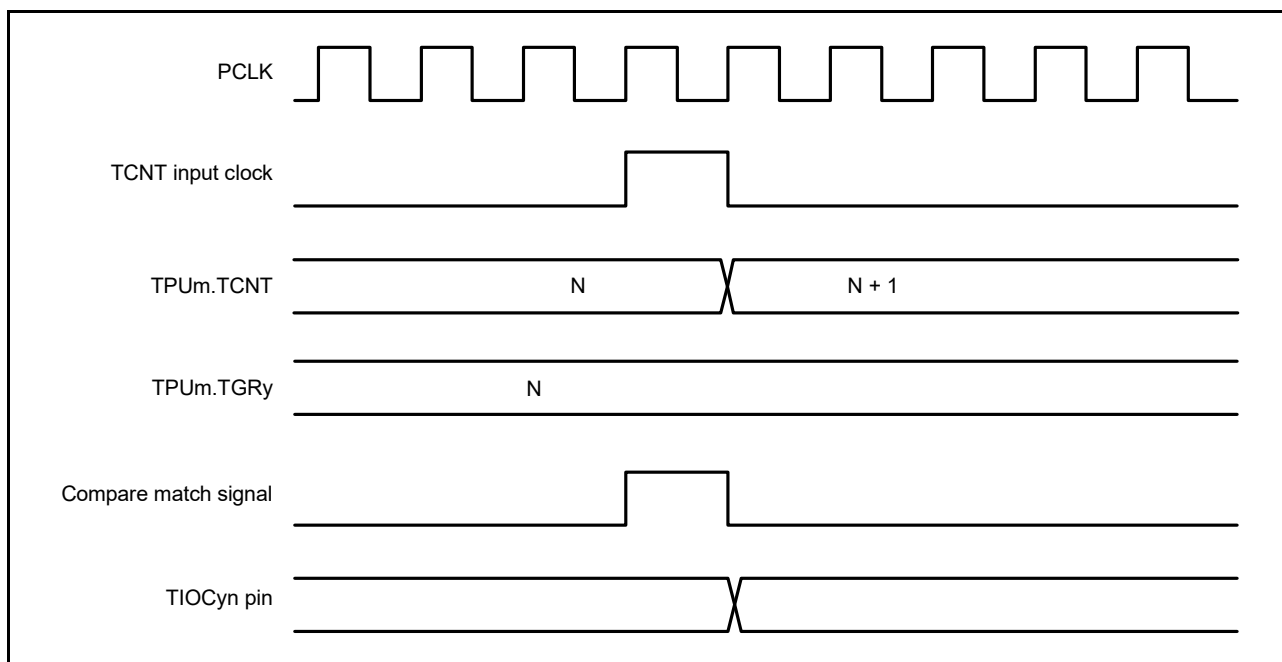 PCLK
TCNT input clock
TPUm.TCNT
N
N + 1
TPUm.TGRy
N
Compare match signal
TIOCyn pin